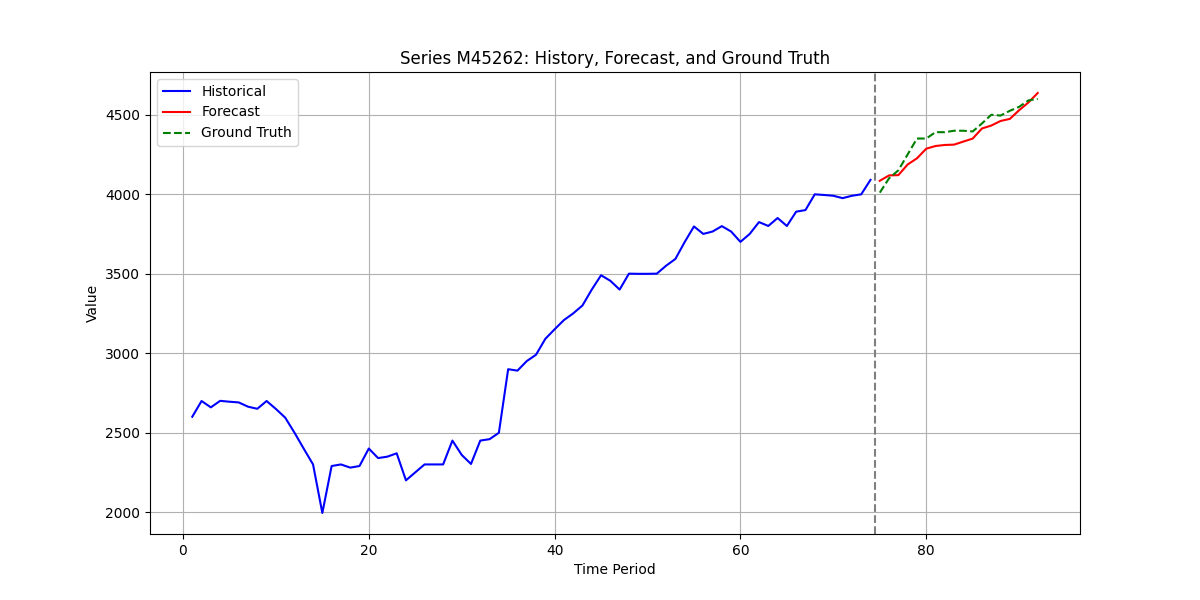 Series M45262: History, Forecast, and Ground Truth
Historical
Forecast
Ground Truth
4500
4000
3500
3000
2500
2000
Value
0 20 40 60 80
Time Period